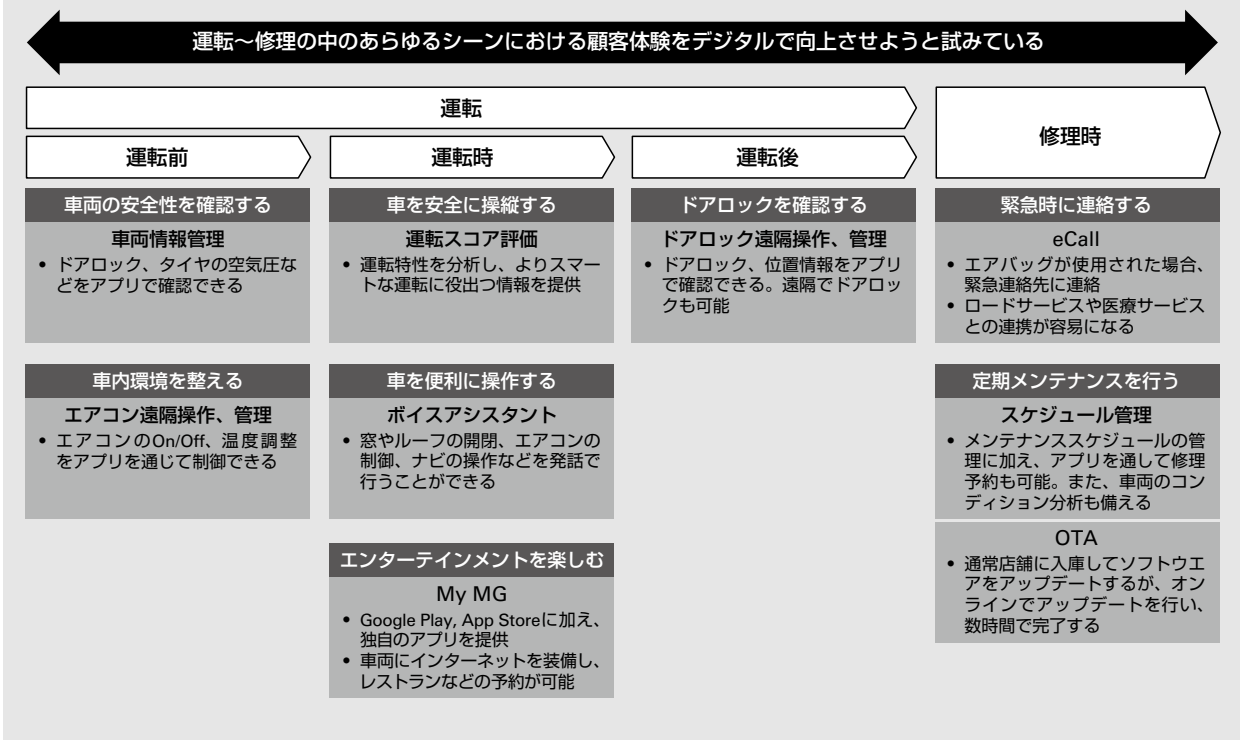 運転～修理の中のあらゆるシーンにおける顧客体験をデジタルで向上させようと試みている
運転
修理時
運転前
運転時
運転後
車両の安全性を確認する
車両情報管理
• ドアロック、タイヤの空気圧な
どをアプリで確認できる
車内環境を整える
エアコン遠隔操作、管理
• エアコンのOn/Off、温度調整
をアプリを通じて制御できる
車を安全に操縦する
運転スコア評価
• 運転特性を分析し、よりスマー
トな運転に役出つ情報を提供
車を便利に操作する
ボイスアシスタント
• 窓やルーフの開閉、エアコンの
制御、ナビの操作などを発話で
行うことができる
エンターテインメントを楽しむ
My MG
• Google Play, App Storeに加え、
独自のアプリを提供
• 車両にインターネットを装備し、
レストランなどの予約が可能
ドアロックを確認する
ドアロック遠隔操作、管理
• ドアロック、位置情報をアプリ
で確認できる。遠隔でドアロッ
クも可能
緊急時に連絡する
eCall
• エアバッグが使用された場合、
緊急連絡先に連絡
• ロードサービスや医療サービス
との連携が容易になる
定期メンテナンスを行う
スケジュール管理
• メンテナンススケジュールの管
理に加え、アプリを通して修理
予約も可能。また、車両のコン
ディション分析も備える
OTA
• 通常店舗に入庫してソフトウエ
アをアップデートするが、オン
ラインでアップデートを行い、
数時間で完了する